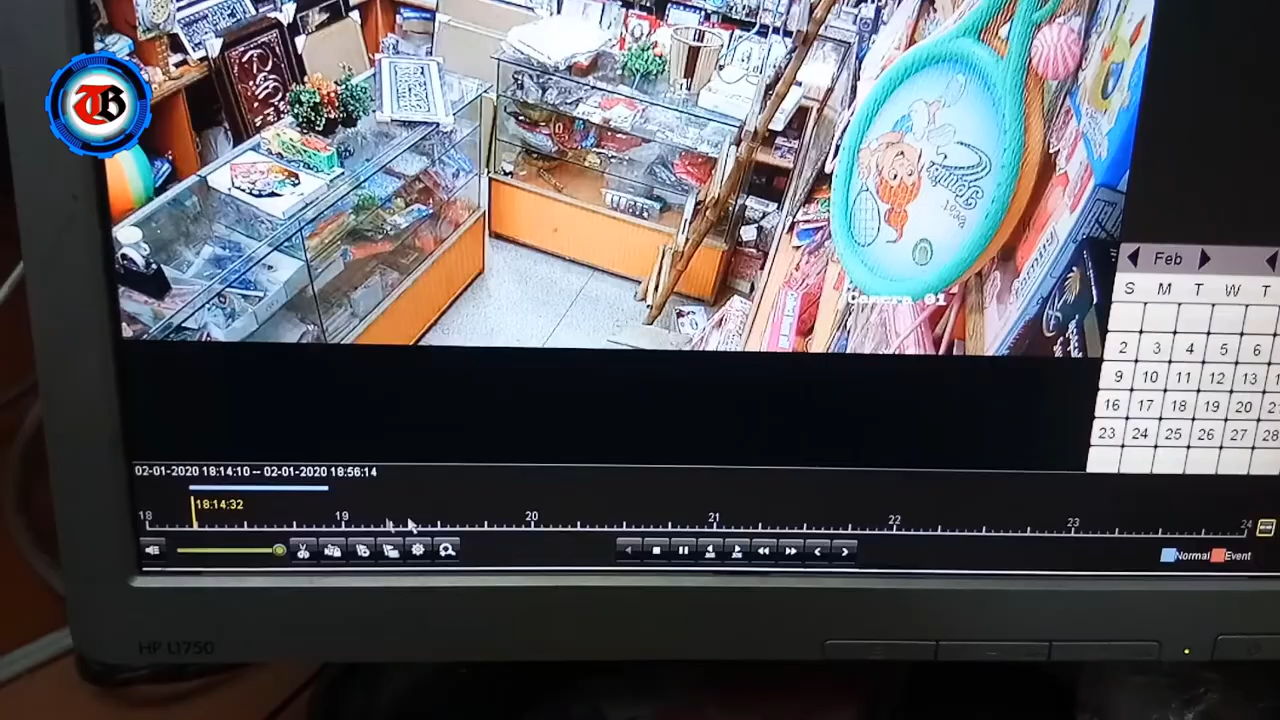 TB
Camera 01
Feb
S M T W T
2 3 4 5 6
9 10 11 12 13
16 17 18 19 20
23 24 25 26 27 28
02-01-2020 18:14:10 -- 02-01-2020 18:56:14
18:14:32
18 19 20 21 22 23 24
Normal Event
HP L1750